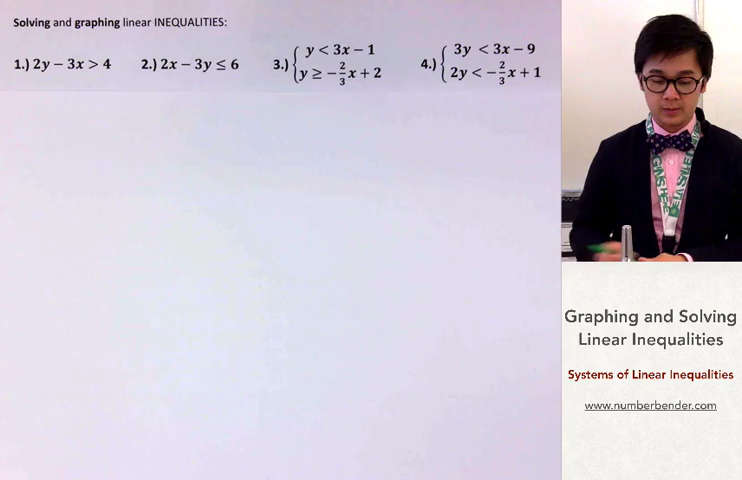 Solving and graphing linear INEQUALITIES:
1.) 2y − 3x > 4 2.) 2x − 3y ≤ 6 3.) { y < 3x − 1 4.) { 3y < 3x − 9
y ≥ −2/3x + 2 2y < −2/3x + 1
Graphing and Solving
Linear Inequalities
Systems of Linear Inequalities
www.numberbender.com